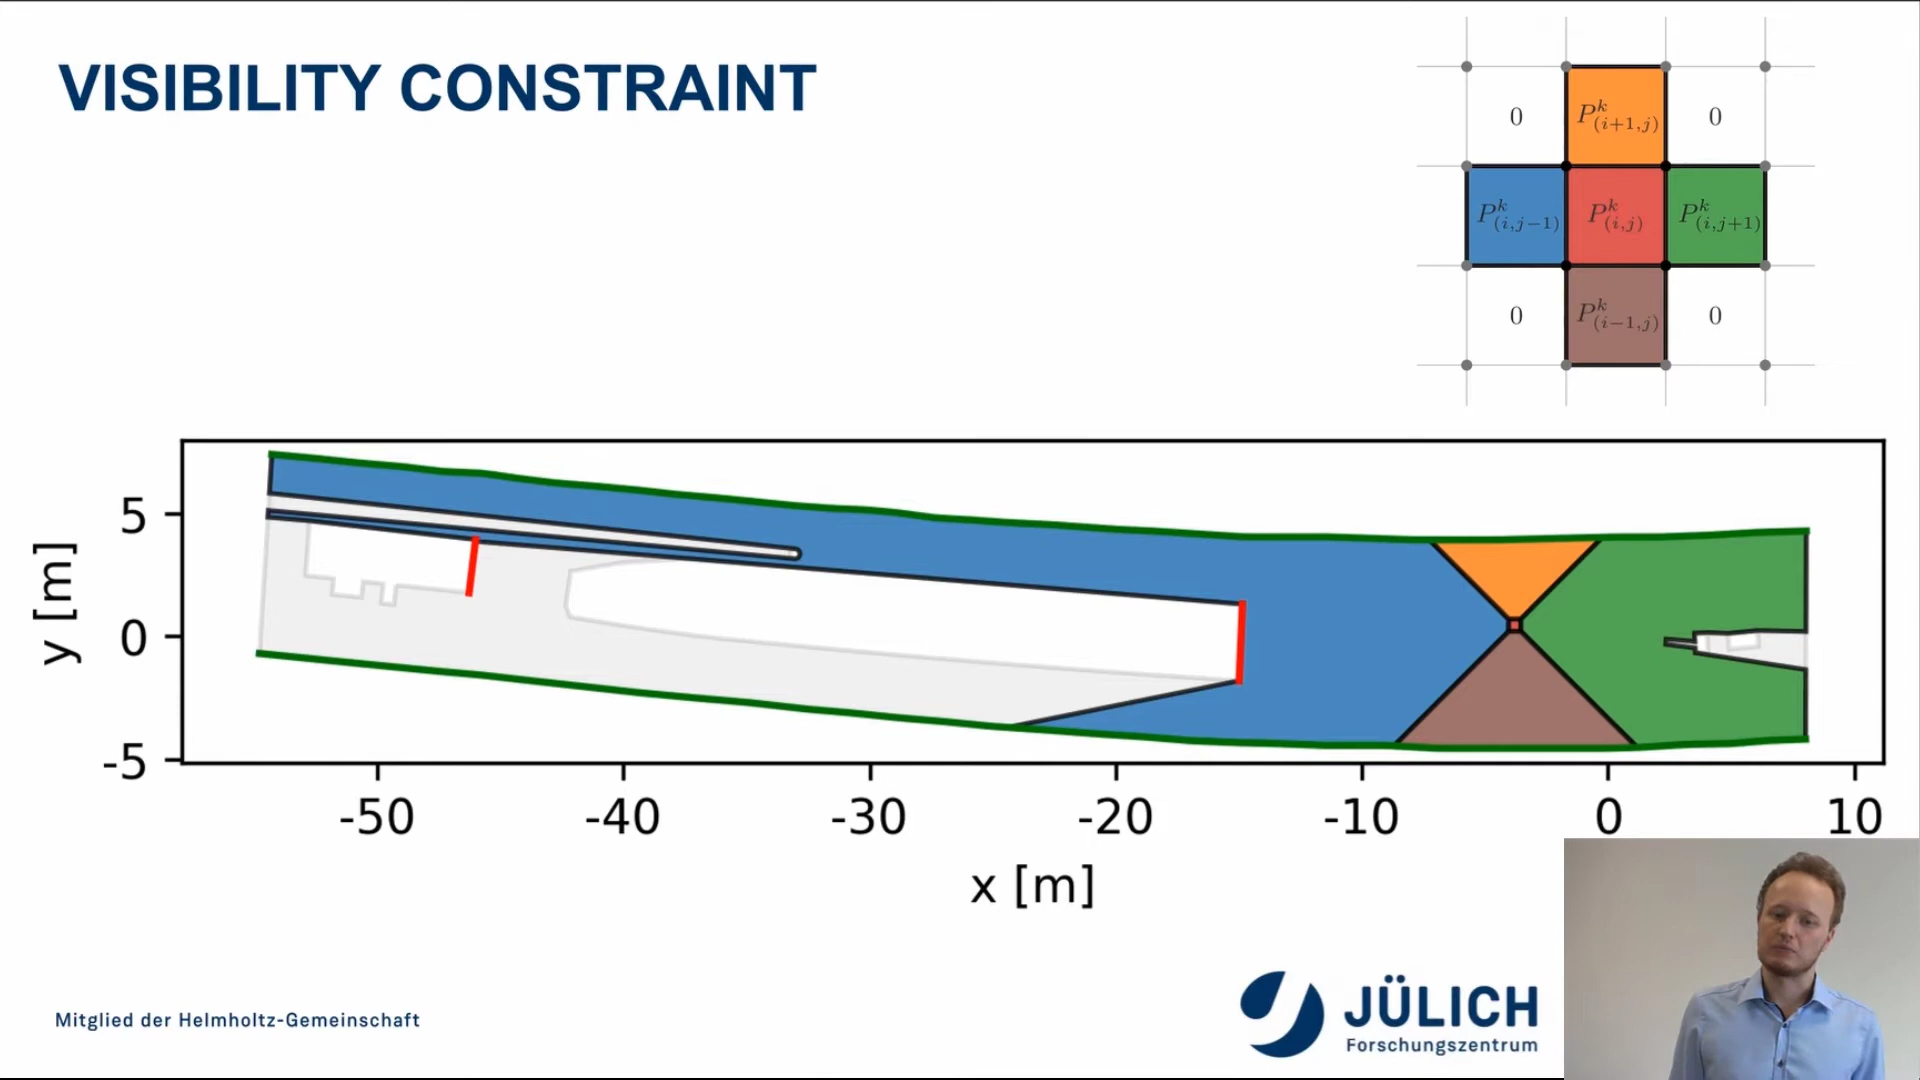 VISIBILITY CONSTRAINT
0 P^k_(i+1,j) 0
P^k_(i,j−1) P^k_(i,j) P^k_(i,j+1)
0 P^k_(i−1,j) 0
5
0
-5
y [m]
-50 -40 -30 -20 -10 0 10
x [m]
Mitglied der Helmholtz-Gemeinschaft
JÜLICH
Forschungszentrum